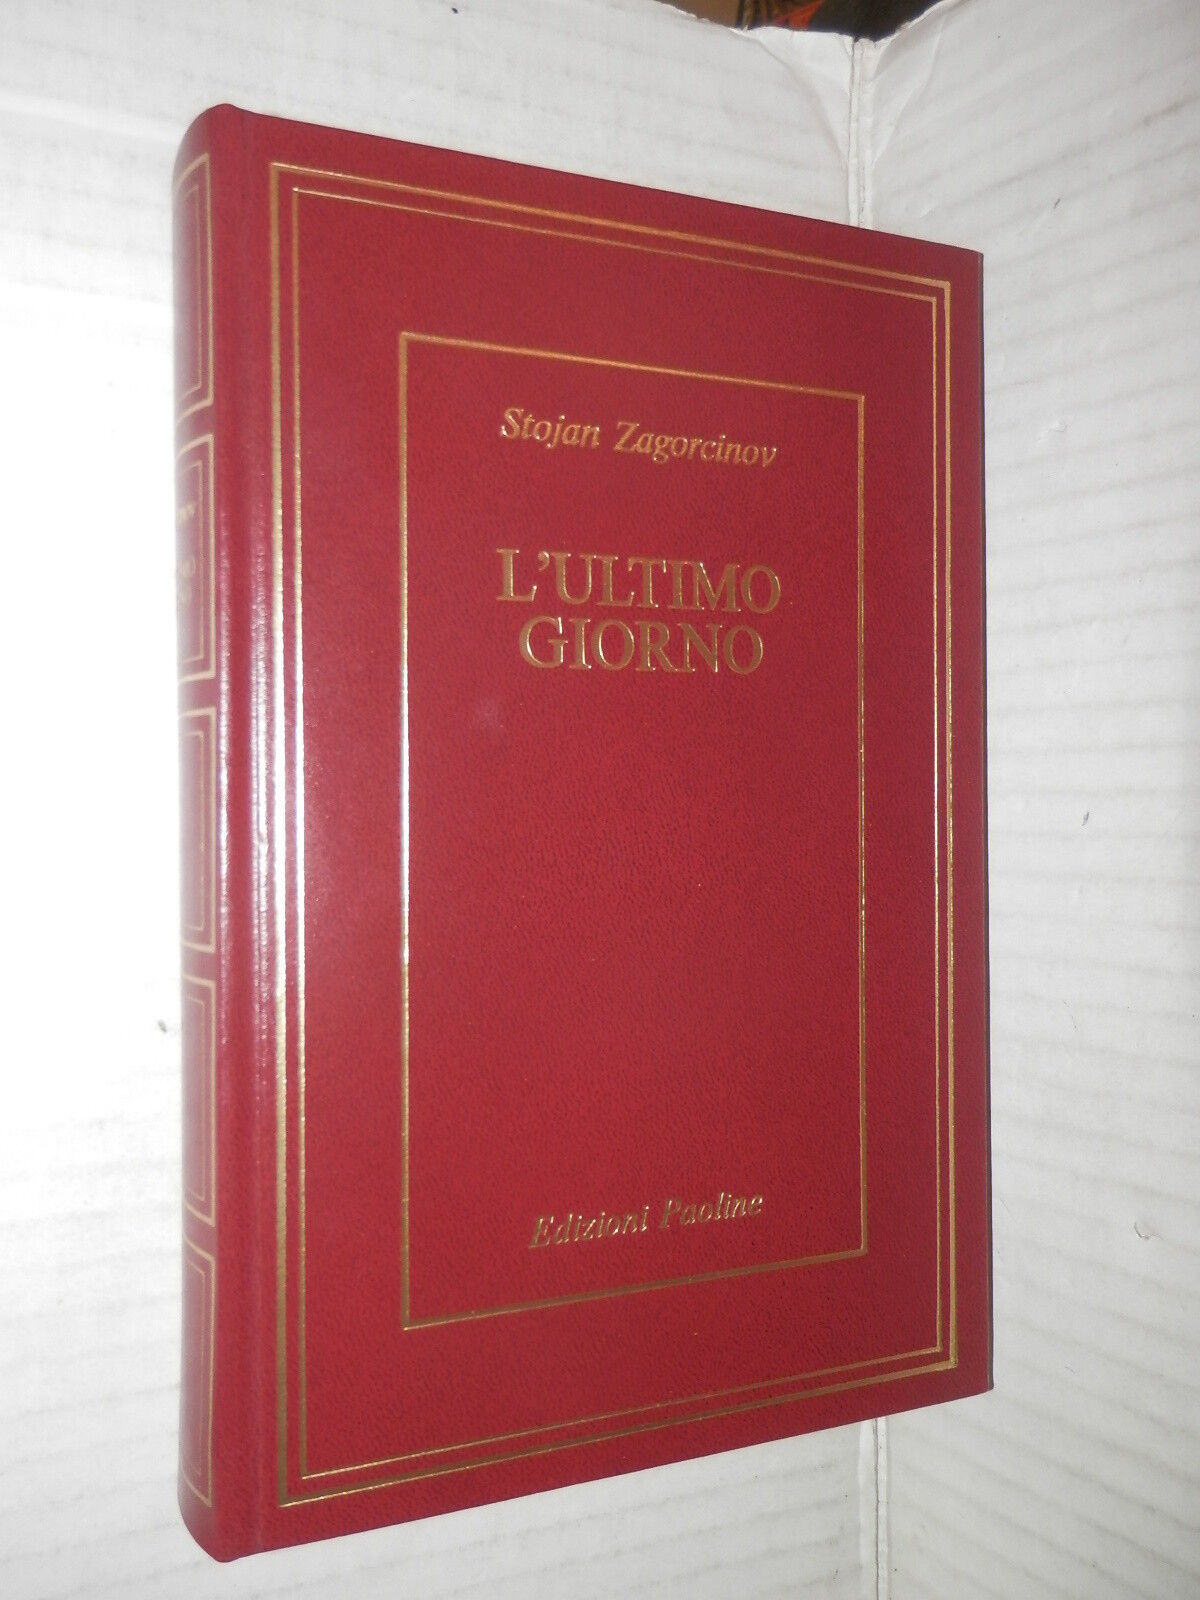 Stojan Zagorcinov
L'ULTIMO
GIORNO
Edizioni Paoline